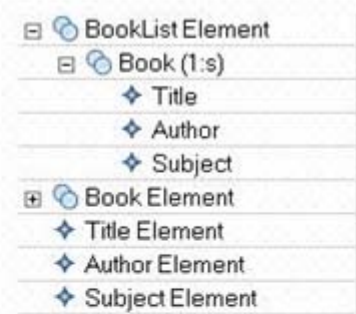 BookList Element
Book (1:s)
Title
Author
Subject
Book Element
Title Element
Author Element
Subject Element